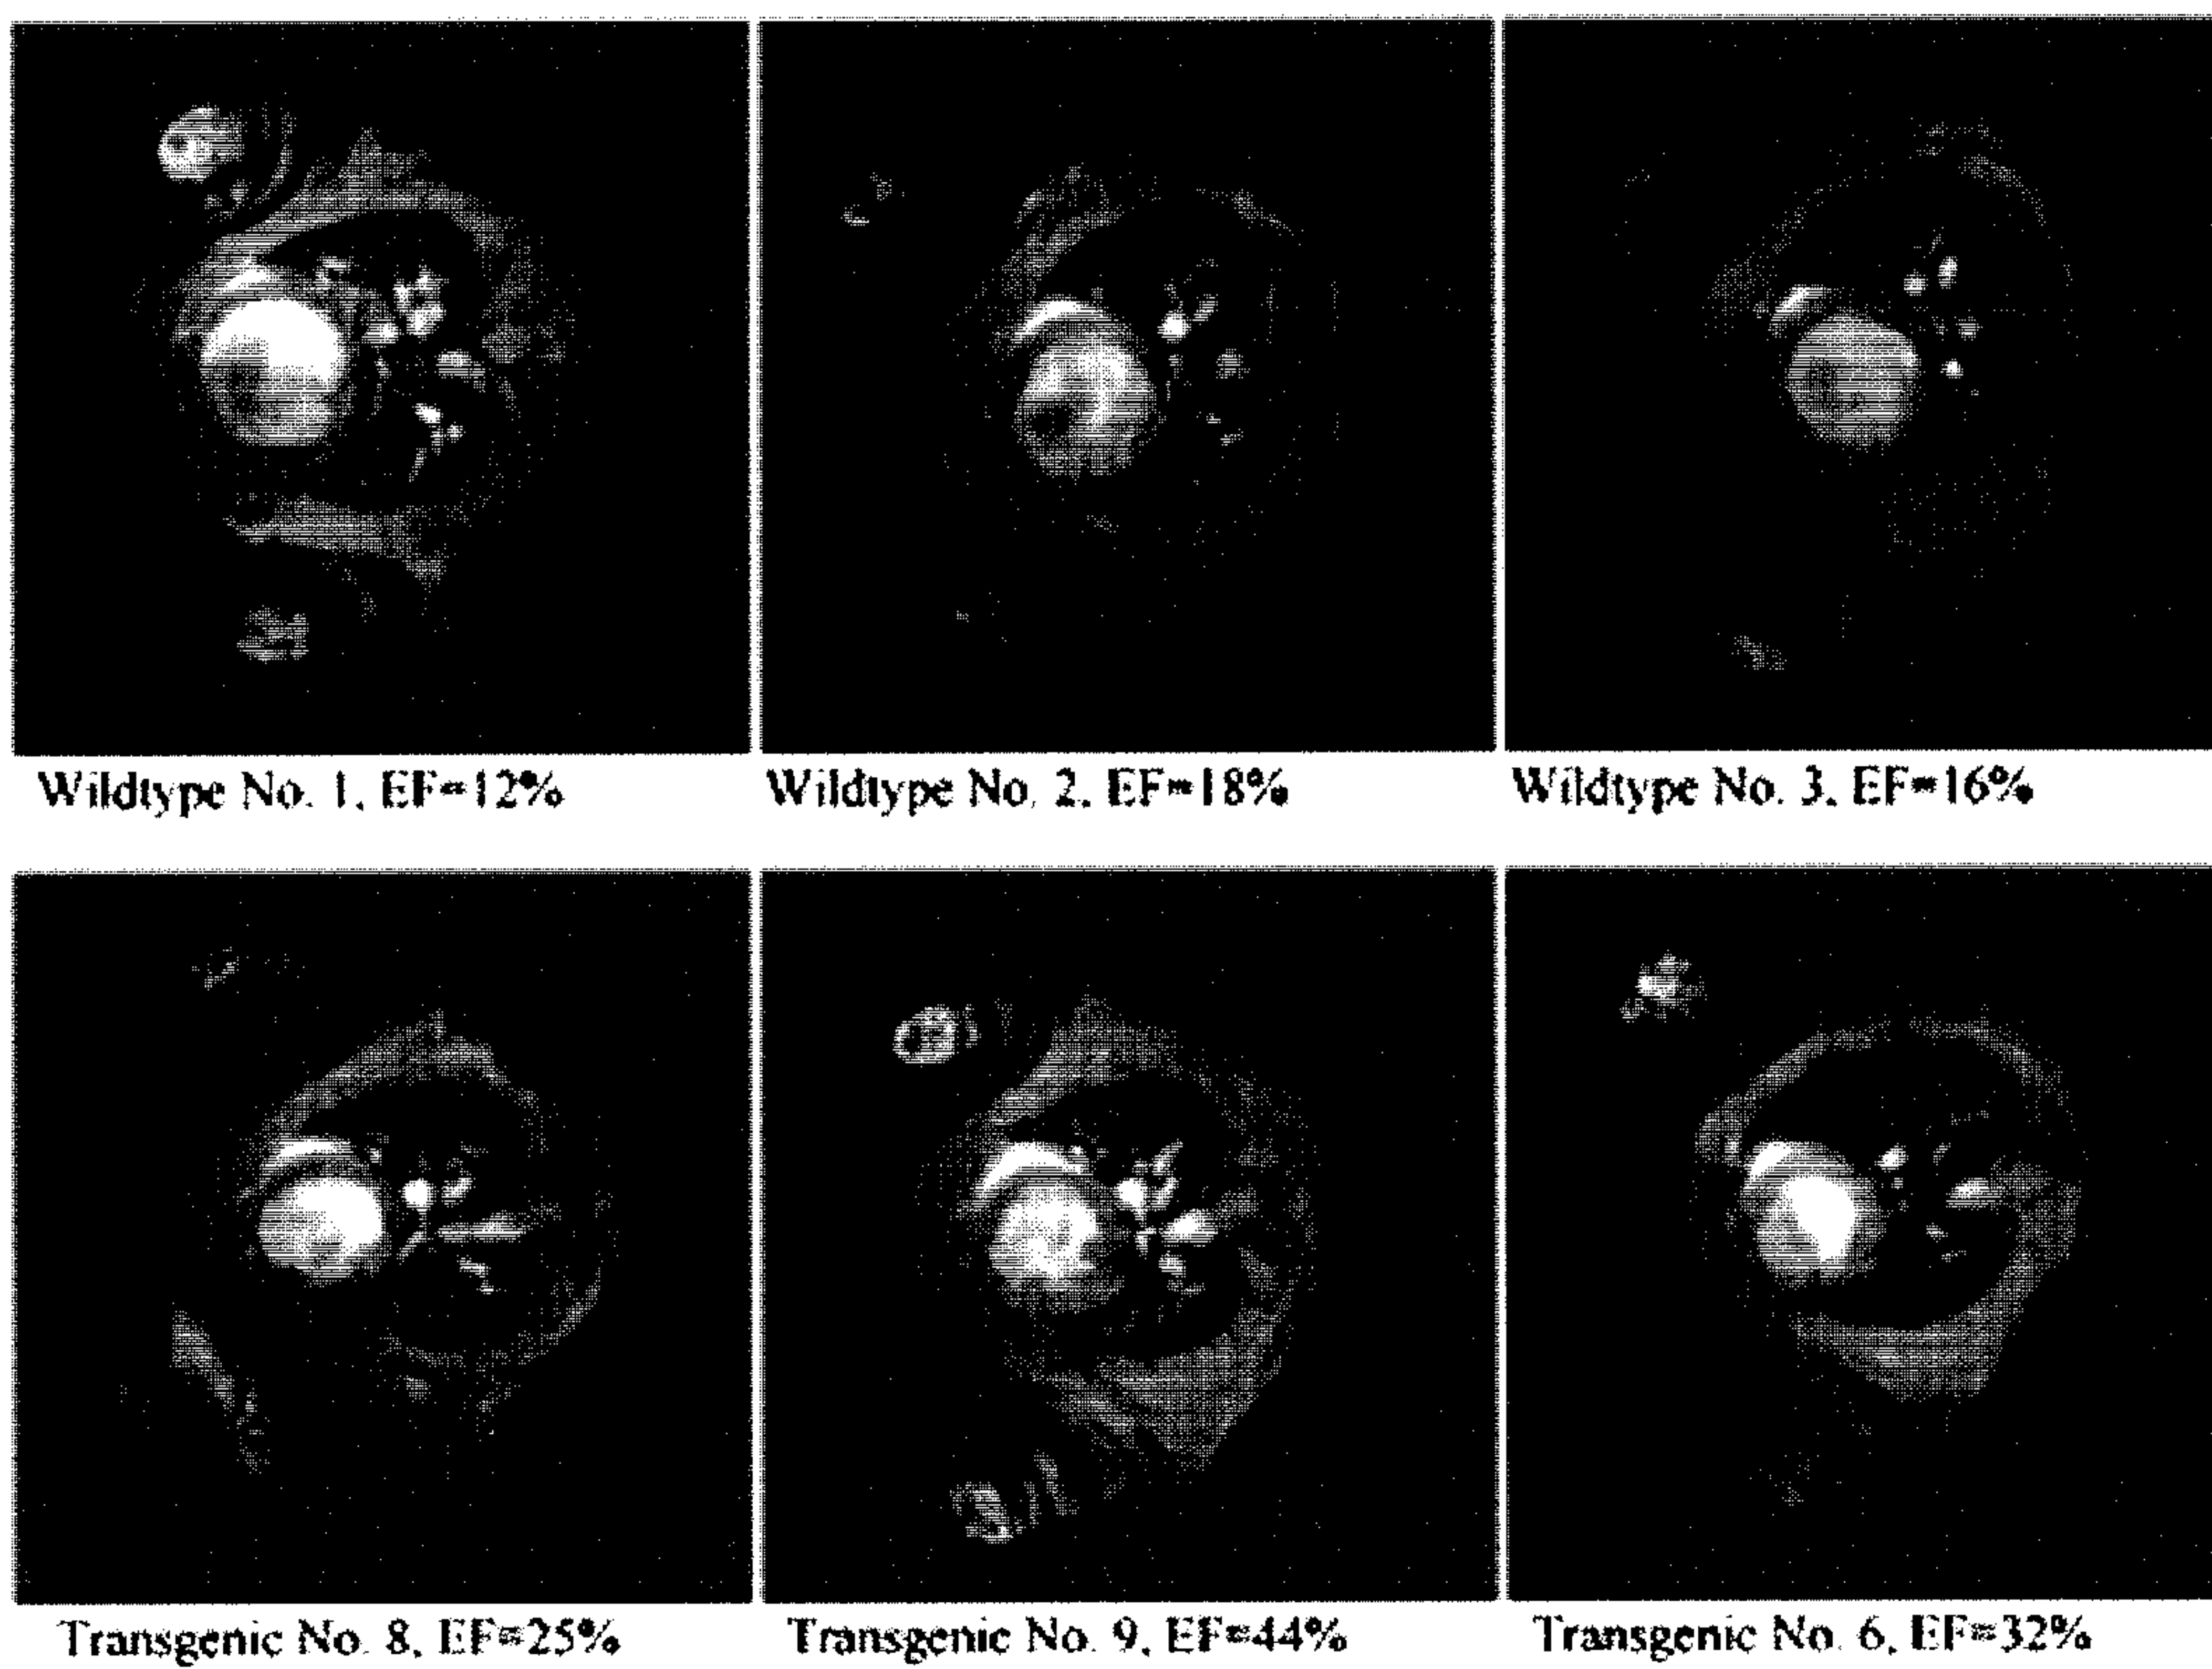 Wildtype No. 1, EF=12%
Wildtype No. 2, EF=18%
Wildtype No. 3, EF=16%
Transgenic No. 8, EF=25%
Transgenic No. 9, EF=44%
Transgenic No. 6, EF=32%